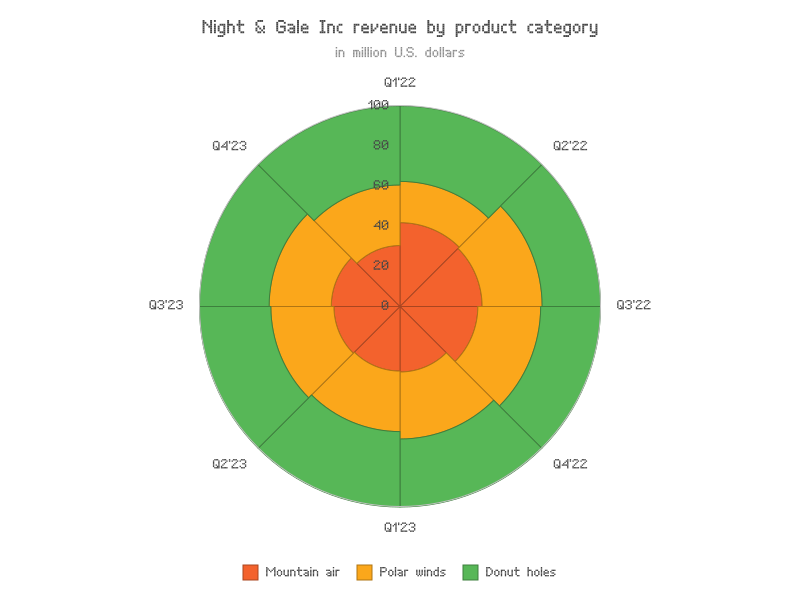 Night & Gale Inc revenue by product category
in million U.S. dollars
Q1'22
100
Q4'23
80
Q2'22
60
40
20
Q3'23
0
Q3'22
Q2'23
Q4'22
Q1'23
Mountain air
Polar winds
Donut holes